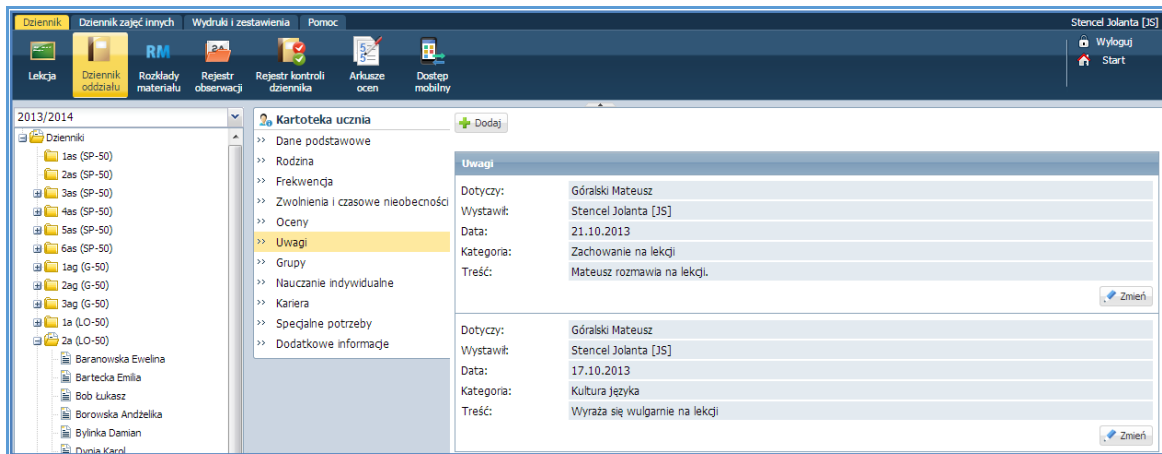 Dziennik Dziennik zajęć innych Wydruki i zestawienia Pomoc
Stencel Jolanta [JS]
Wyloguj
Start
Lekcja
Dziennik oddziału
RM
Rozkłady materiału
Rejestr obserwacji
Rejestr kontroli dziennika
Arkusze ocen
Dostęp mobilny
2013/2014
Dzienniki
1as (SP-50)
2as (SP-50)
3as (SP-50)
4as (SP-50)
5as (SP-50)
6as (SP-50)
1ag (G-50)
2ag (G-50)
3ag (G-50)
1a (LO-50)
2a (LO-50)
Baranowska Ewelina
Bartecka Emilia
Bob Łukasz
Borowska Andżelika
Bylinka Damian
Dynia Karol
Kartoteka ucznia
>> Dane podstawowe
>> Rodzina
>> Frekwencja
>> Zwolnienia i czasowe nieobecności
>> Oceny
>> Uwagi
>> Grupy
>> Nauczanie indywidualne
>> Kariera
>> Specjalne potrzeby
>> Dodatkowe informacje
Dodaj
Uwagi
Dotyczy: Góralski Mateusz
Wystawił: Stencel Jolanta [JS]
Data: 21.10.2013
Kategoria: Zachowanie na lekcji
Treść: Mateusz rozmawia na lekcji.
Zmień
Dotyczy: Góralski Mateusz
Wystawił: Stencel Jolanta [JS]
Data: 17.10.2013
Kategoria: Kultura języka
Treść: Wyraża się wulgarnie na lekcji
Zmień